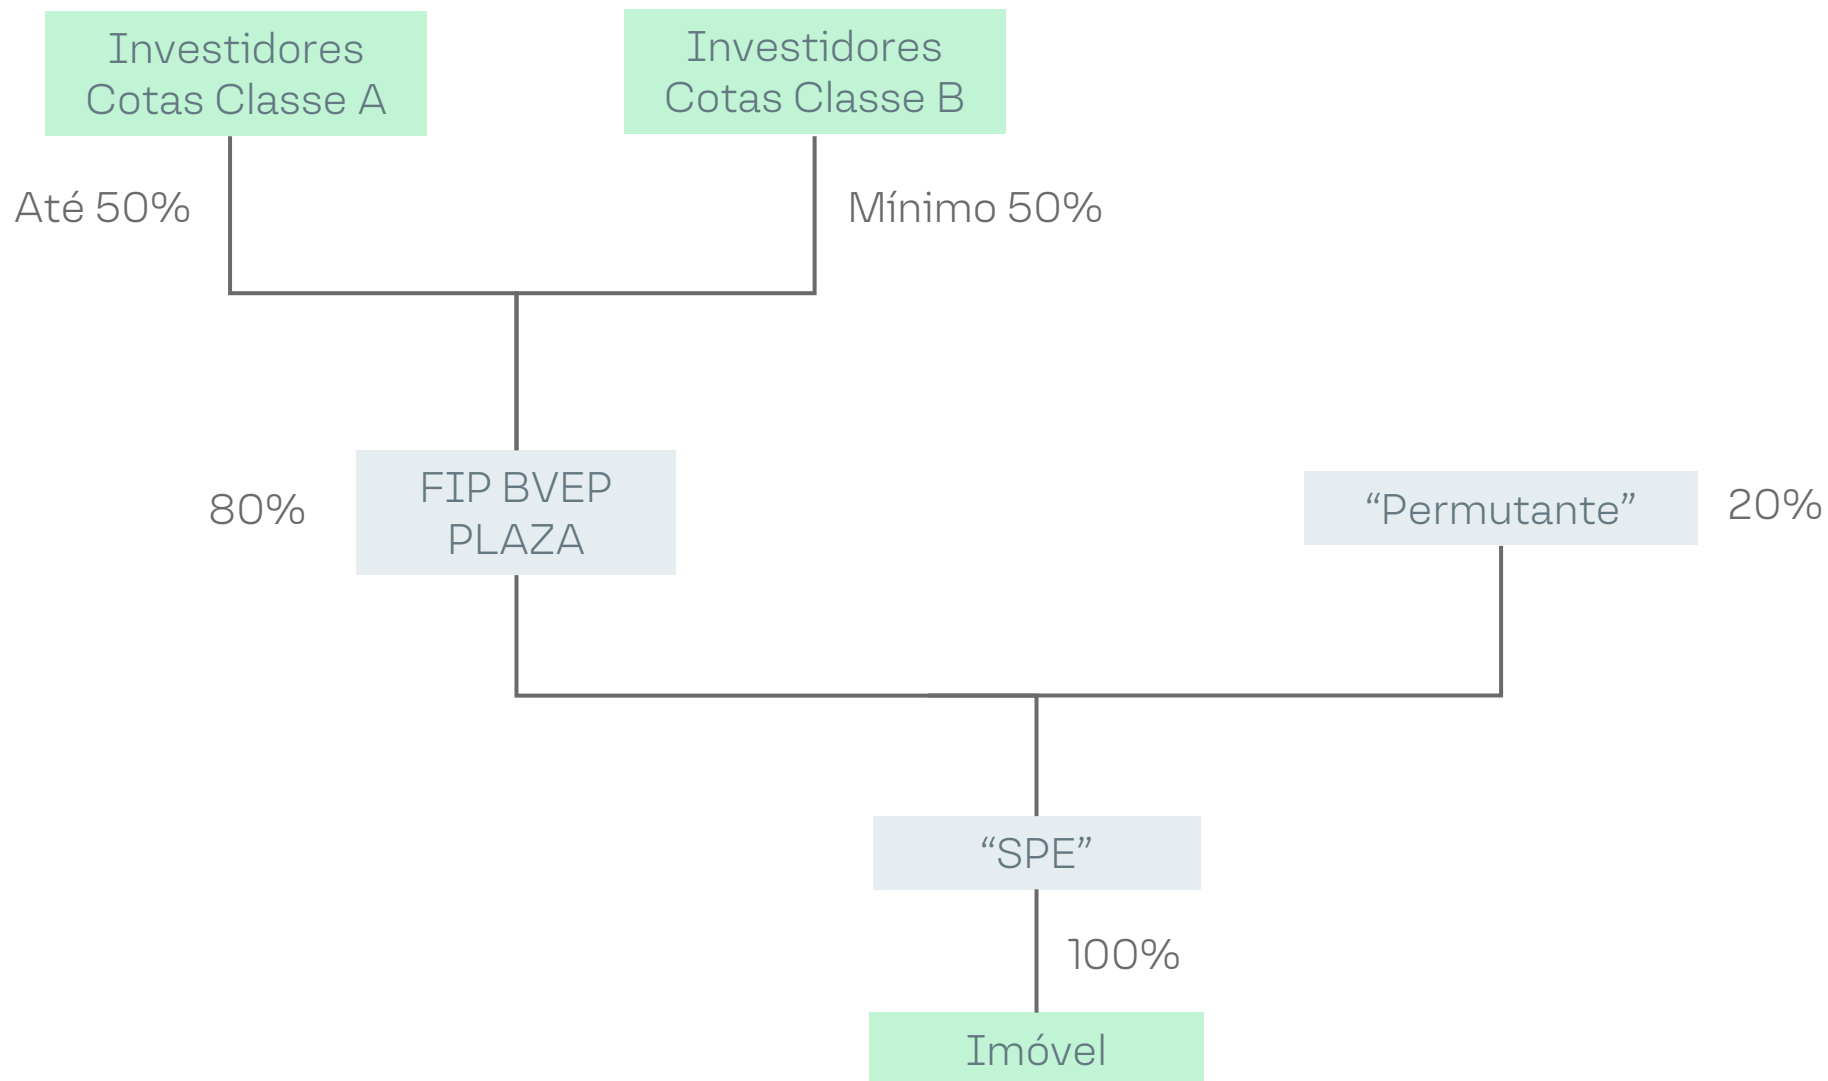 Investidores
Cotas Classe A
Investidores
Cotas Classe B
Até 50%
Mínimo 50%
80%
FIP BVEP
PLAZA
“Permutante”
20%
“SPE”
100%
Imóvel